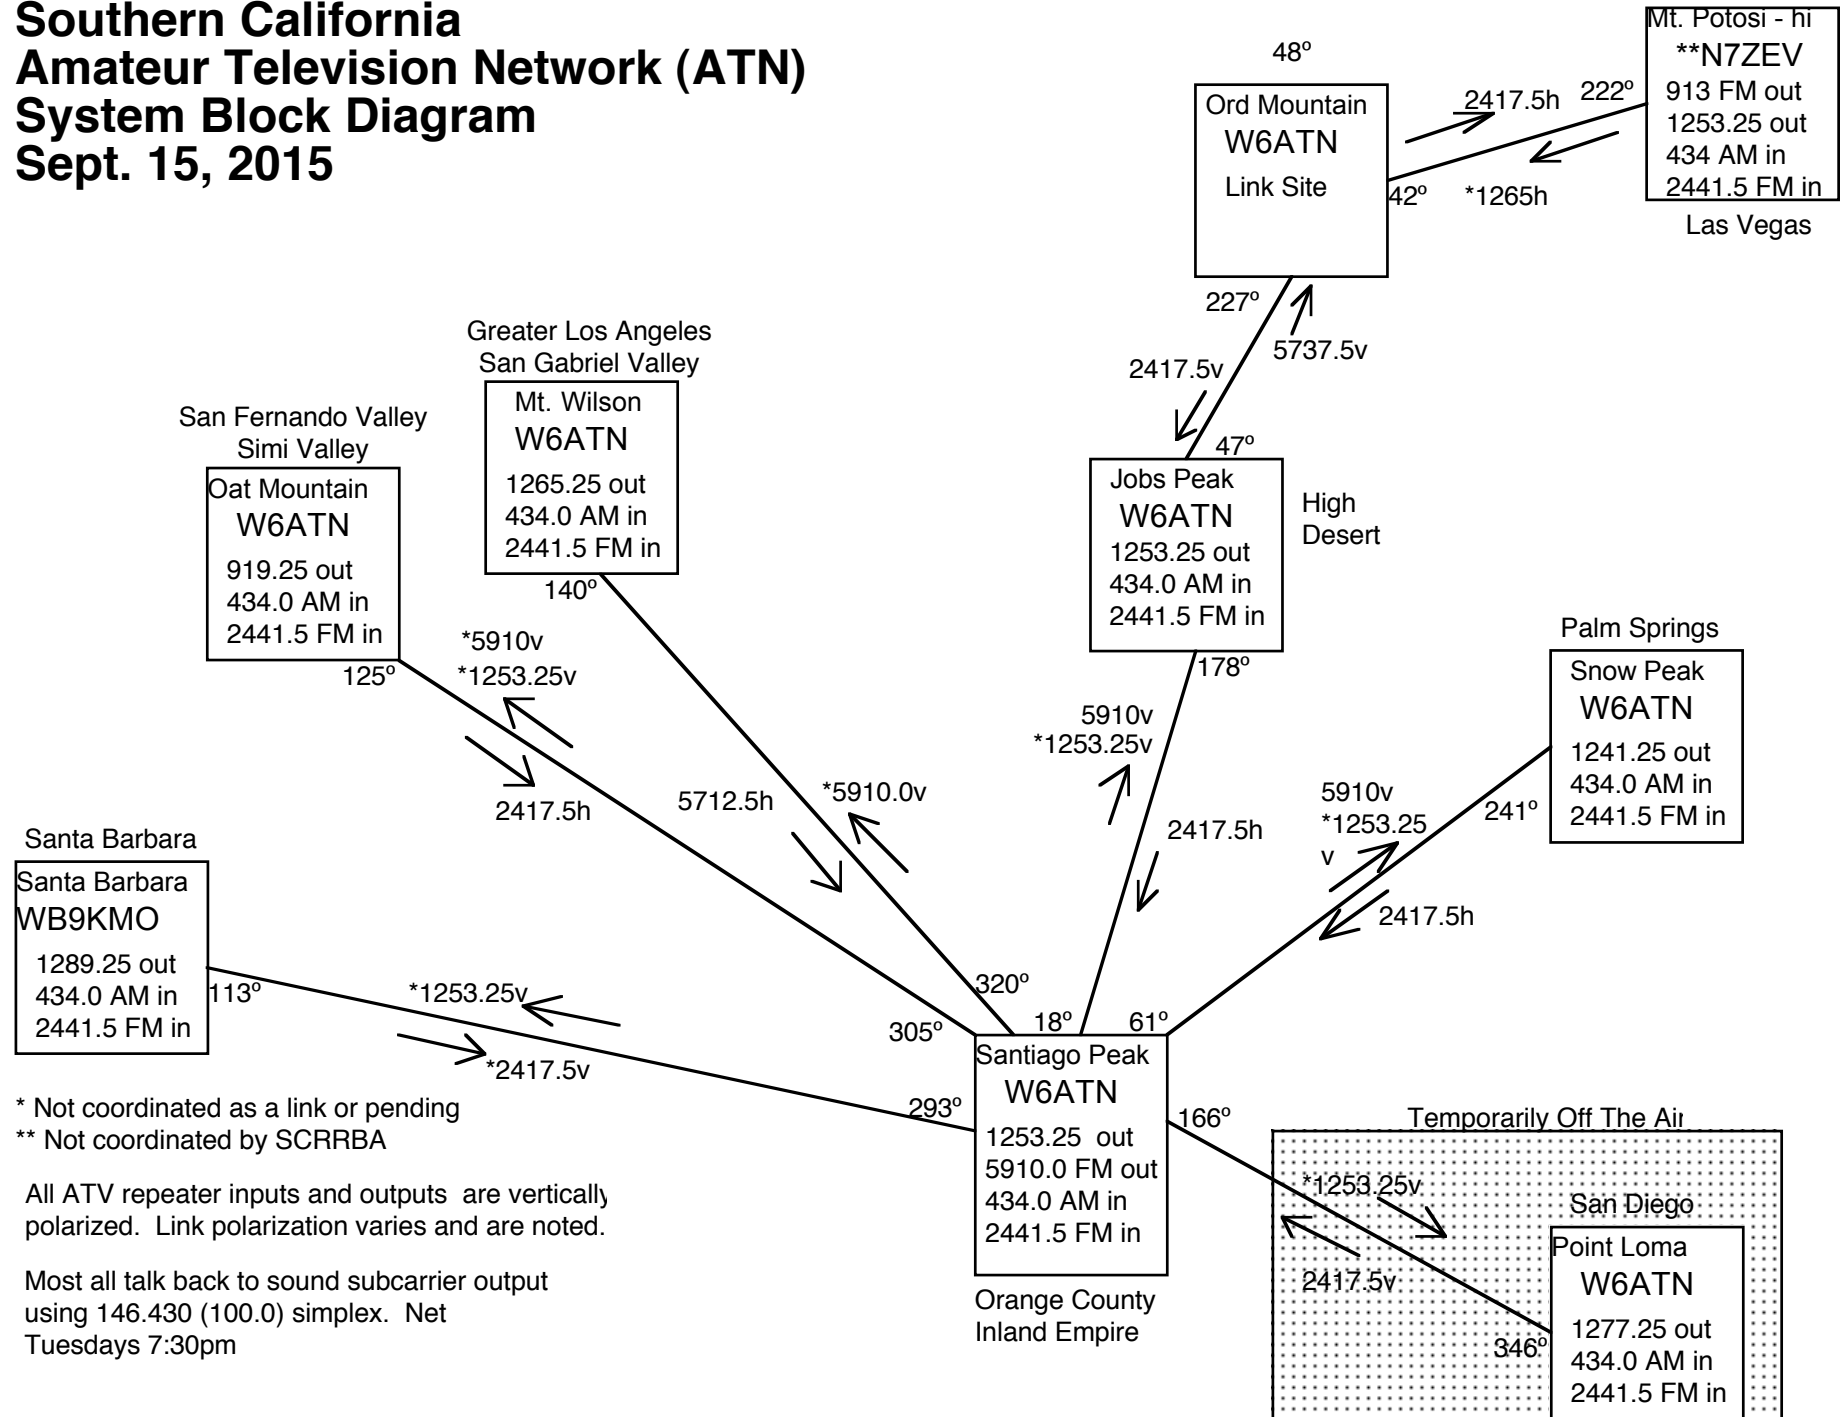 Southern California
Amateur Television Network (ATN)
System Block Diagram
Sept. 15, 2015
48º
Ord Mountain
W6ATN
Link Site
2417.5h
222º
42º
*1265h
Mt. Potosi - hi
**N7ZEV
913 FM out
1253.25 out
434 AM in
2441.5 FM in
Las Vegas
227º
5737.5v
2417.5v
47º
Greater Los Angeles
San Gabriel Valley
Mt. Wilson
W6ATN
1265.25 out
434.0 AM in
2441.5 FM in
140º
San Fernando Valley
Simi Valley
Oat Mountain
W6ATN
919.25 out
434.0 AM in
2441.5 FM in
125º
*5910v
*1253.25v
2417.5h
Jobs Peak
W6ATN
1253.25 out
434.0 AM in
2441.5 FM in
High
Desert
178º
5910v
*1253.25v
2417.5h
Palm Springs
Snow Peak
W6ATN
1241.25 out
434.0 AM in
2441.5 FM in
241º
5910v
*1253.25
v
2417.5h
5712.5h
*5910.0v
Santa Barbara
Santa Barbara
WB9KMO
1289.25 out
434.0 AM in
2441.5 FM in
113º
*1253.25v
*2417.5v
320º
305º
18º
61º
293º
166º
Santiago Peak
W6ATN
1253.25 out
5910.0 FM out
434.0 AM in
2441.5 FM in
Orange County
Inland Empire
* Not coordinated as a link or pending
** Not coordinated by SCRRBA
All ATV repeater inputs and outputs are vertically
polarized. Link polarization varies and are noted.
Most all talk back to sound subcarrier output
using 146.430 (100.0) simplex. Net
Tuesdays 7:30pm
Temporarily Off The Air
*1253.25v
2417.5v
346º
San Diego
Point Loma
W6ATN
1277.25 out
434.0 AM in
2441.5 FM in